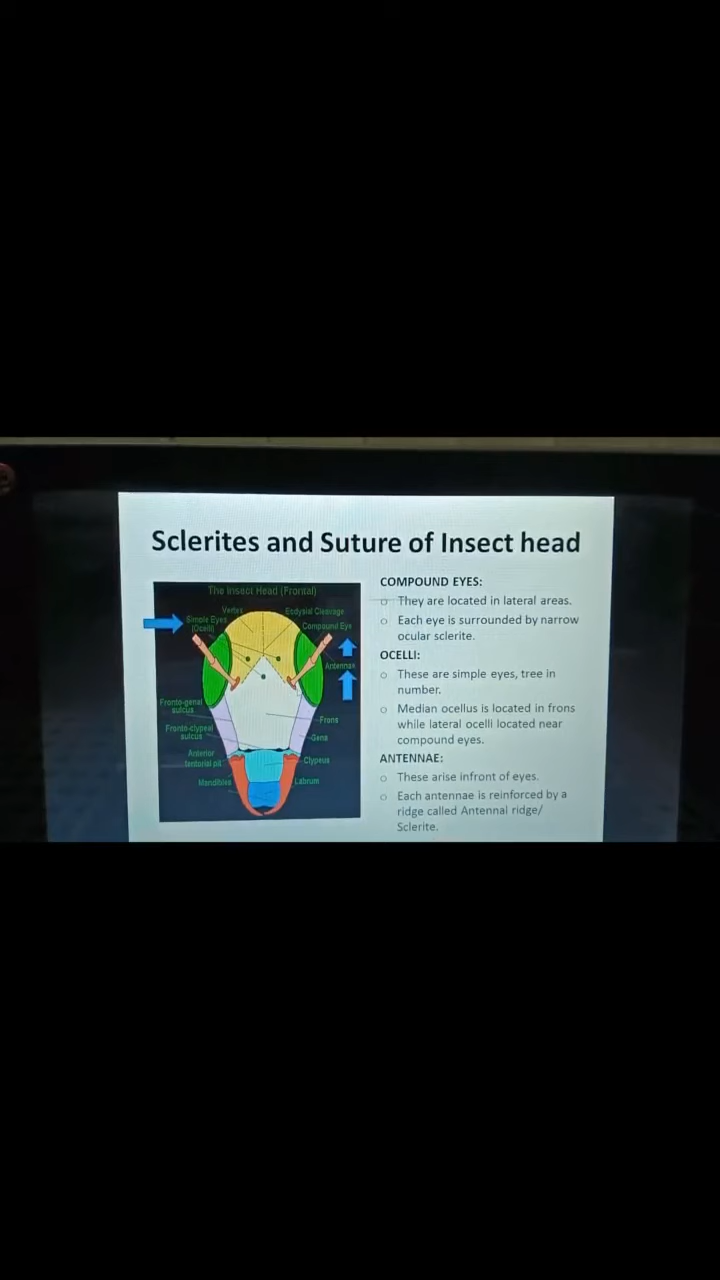 Sclerites and Suture of Insect head
The Insect Head (Frontal)
Vertex
Ecdysial Cleavage
Simple Eyes
(Ocelli)
Compound Eye
Antennae
Fronto-genal
sulcus
Frons
Fronto-clypeal
sulcus
Gena
Anterior
tentorial pit
Clypeus
Mandibles
Labrum
COMPOUND EYES:
o They are located in lateral areas.
o Each eye is surrounded by narrow
ocular sclerite.
OCELLI:
o These are simple eyes, tree in
number.
o Median ocellus is located in frons
while lateral ocelli located near
compound eyes.
ANTENNAE:
o These arise infront of eyes.
o Each antennae is reinforced by a
ridge called Antennal ridge/
Sclerite.